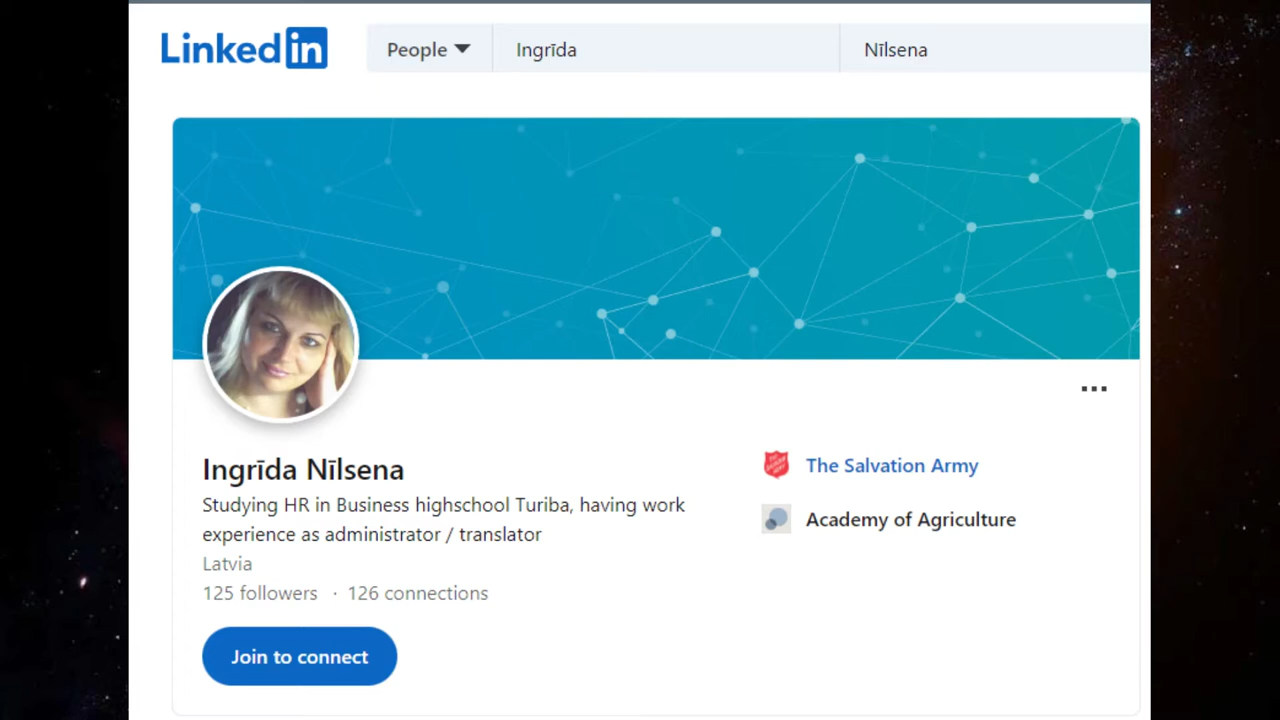 LinkedIn People Ingrīda Nīlsena
Ingrīda Nīlsena
Studying HR in Business highschool Turiba, having work
experience as administrator / translator
Latvia
125 followers · 126 connections
Join to connect
The Salvation Army
Academy of Agriculture